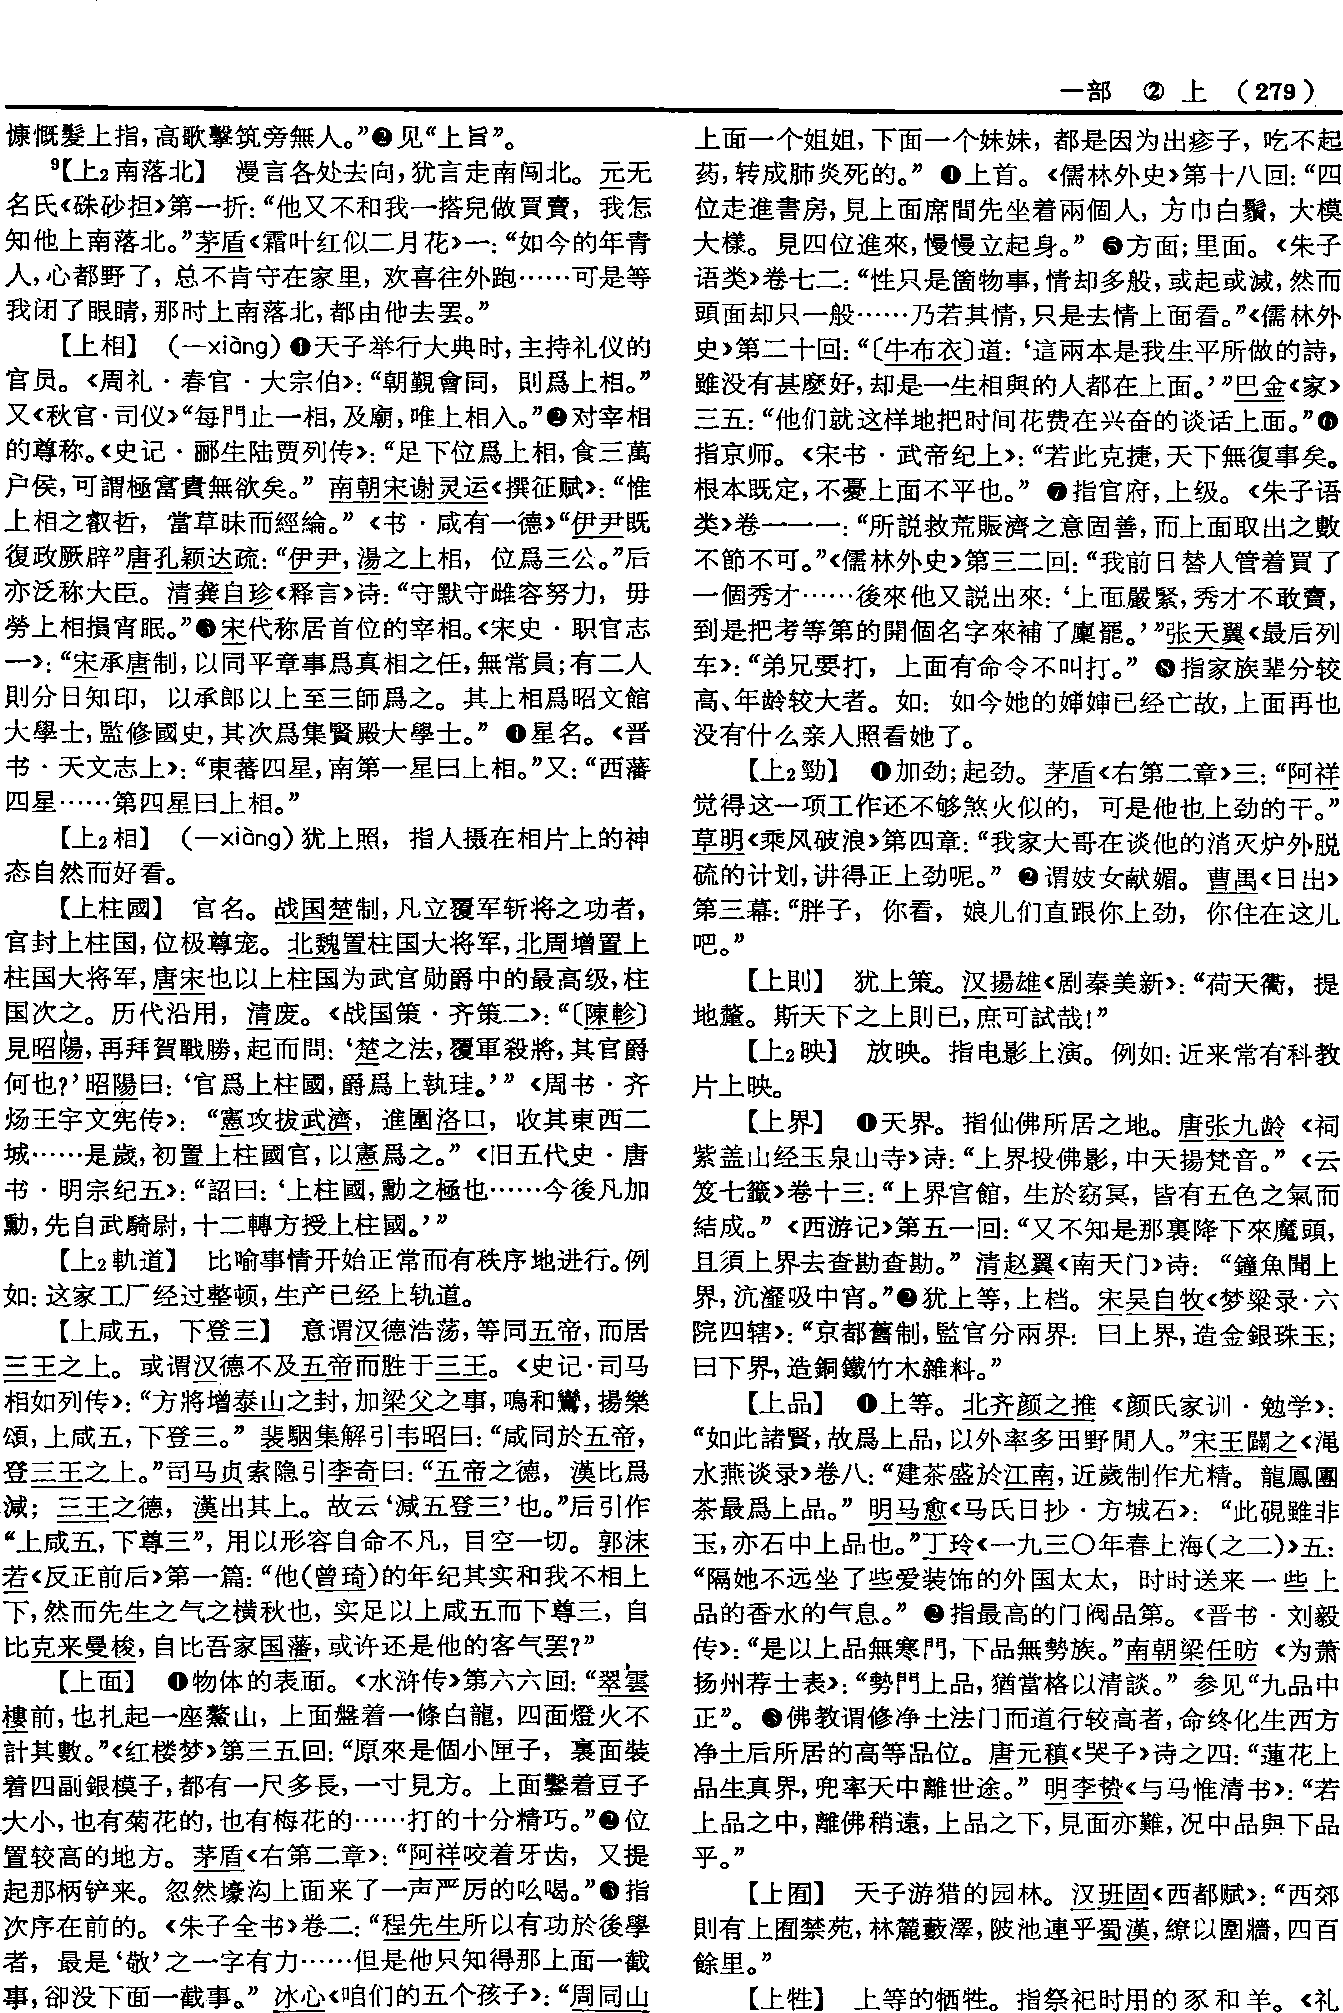 一部 ② 上 （279）
慷慨髮上指，高歌擊筑旁無人。”❷见“上旨”。
⁹【上₂南落北】 漫言各处去向，犹言走南闯北。元无
名氏《硃砂担》第一折：“他又不和我一搭兒做買賣，我怎
知他上南落北。”茅盾《霜叶红似二月花》一：“如今的年青
人，心都野了，总不肯守在家里，欢喜往外跑……可是等
我闭了眼睛，那时上南落北，都由他去罢。”
【上相】 （—xiàng）❶天子举行大典时，主持礼仪的
官员。《周礼·春官·大宗伯》：“朝覲會同，則爲上相。”
又《秋官·司仪》“每門止一相，及廟，唯上相入。”❷对宰相
的尊称。《史记·郦生陆贾列传》：“足下位爲上相，食三萬
户侯，可謂極富貴無欲矣。”南朝宋谢灵运《撰征赋》：“惟
上相之叡哲，當草昧而經綸。”《书·咸有一德》“伊尹既
復政厥辟”唐孔颖达疏：“伊尹，湯之上相，位爲三公。”后
亦泛称大臣。清龚自珍《释言》诗：“守默守雌容努力，毋
勞上相損宵眠。”❸宋代称居首位的宰相。《宋史·职官志
一》：“宋承唐制，以同平章事爲真相之任，無常員；有二人
則分日知印，以承郎以上至三師爲之。其上相爲昭文館
大學士，監修國史，其次爲集賢殿大學士。”❹星名。《晋
书·天文志上》：“東蕃四星，南第一星曰上相。”又：“西藩
四星……第四星曰上相。”
【上₂相】 （—xiàng）犹上照，指人摄在相片上的神
态自然而好看。
【上柱國】 官名。战国楚制，凡立覆军斩将之功者，
官封上柱国，位极尊宠。北魏置柱国大将军，北周增置上
柱国大将军，唐宋也以上柱国为武官勋爵中的最高级，柱
国次之。历代沿用，清废。《战国策·齐策二》：“〔陳軫〕
見昭陽，再拜賀戰勝，起而問：‘楚之法，覆軍殺將，其官爵
何也？’昭陽曰：‘官爲上柱國，爵爲上執珪。’”《周书·齐
炀王宇文宪传》：“憲攻拔武濟，進圍洛口，收其東西二
城……是歲，初置上柱國官，以憲爲之。”《旧五代史·唐
书·明宗纪五》：“詔曰：‘上柱國，勳之極也……今後凡加
勳，先自武騎尉，十二轉方授上柱國。’”
【上₂軌道】 比喻事情开始正常而有秩序地进行。例
如：这家工厂经过整顿，生产已经上轨道。
【上咸五，下登三】 意谓汉德浩荡，等同五帝，而居
三王之上。或谓汉德不及五帝而胜于三王。《史记·司马
相如列传》：“方將增泰山之封，加梁父之事，鳴和鸞，揚樂
頌，上咸五，下登三。”裴駰集解引韦昭曰：“咸同於五帝，
登三王之上。”司马贞索隐引李奇曰：“五帝之德，漢比爲
減；三王之德，漢出其上。故云‘減五登三’也。”后引作
“上咸五，下尊三”，用以形容自命不凡，目空一切。郭沫
若《反正前后》第一篇：“他（曾琦）的年纪其实和我不相上
下，然而先生之气之横秋也，实足以上咸五而下尊三，自
比克来曼梭，自比吾家国藩，或许还是他的客气罢？”
【上面】 ❶物体的表面。《水浒传》第六六回：“翠雲
樓前，也扎起一座鰲山，上面盤着一條白龍，四面燈火不
計其數。”《红楼梦》第三五回：“原來是個小匣子，裏面裝
着四副銀模子，都有一尺多長，一寸見方。上面鑿着豆子
大小，也有菊花的，也有梅花的……打的十分精巧。”❷位
置较高的地方。茅盾《右第二章》：“阿祥咬着牙齿，又提
起那柄铲来。忽然壕沟上面来了一声严厉的吆喝。”❸指
次序在前的。《朱子全书》卷二：“程先生所以有功於後學
者，最是‘敬’之一字有力……但是他只知得那上面一截
事，卻没下面一截事。”冰心《咱们的五个孩子》：“周同山
上面一个姐姐，下面一个妹妹，都是因为出疹子，吃不起
药，转成肺炎死的。”❹上首。《儒林外史》第十八回：“四
位走進書房，見上面席間先坐着兩個人，方巾白鬚，大模
大樣。見四位進來，慢慢立起身。”❺方面；里面。《朱子
语类》卷七二：“性只是箇物事，情却多般，或起或滅，然而
頭面却只一般……乃若其情，只是去情上面看。”《儒林外
史》第二十回：“〔牛布衣〕道：‘這兩本是我生平所做的詩，
雖没有甚麽好，却是一生相與的人都在上面。’”巴金《家》
三五：“他们就这样地把时间花费在兴奋的谈话上面。”❻
指京师。《宋书·武帝纪上》：“若此克捷，天下無復事矣。
根本既定，不憂上面不平也。”❼指官府，上级。《朱子语
类》卷一一一：“所説救荒賑濟之意固善，而上面取出之數
不節不可。”《儒林外史》第三二回：“我前日替人管着買了
一個秀才……後來他又説出來：‘上面嚴緊，秀才不敢賣，
到是把考等第的開個名字來補了廩罷。’”张天翼《最后列
车》：“弟兄要打，上面有命令不叫打。”❽指家族辈分较
高、年龄较大者。如：如今她的婶婶已经亡故，上面再也
没有什么亲人照看她了。
【上₂勁】 ❶加劲；起劲。茅盾《右第二章》三：“阿祥
觉得这一项工作还不够煞火似的，可是他也上劲的干。”
草明《乘风破浪》第四章：“我家大哥在谈他的消灭炉外脱
硫的计划，讲得正上劲呢。”❷谓妓女献媚。曹禺《日出》
第三幕：“胖子，你看，娘儿们直跟你上劲，你住在这儿
吧。”
【上則】 犹上策。汉揚雄《剧秦美新》：“荷天衢，提
地釐。斯天下之上則已，庶可試哉！”
【上₂映】 放映。指电影上演。例如：近来常有科教
片上映。
【上界】 ❶天界。指仙佛所居之地。唐张九龄《祠
紫盖山经玉泉山寺》诗：“上界投佛影，中天揚梵音。”《云
笈七籤》卷十三：“上界宫館，生於窈冥，皆有五色之氣而
結成。”《西游记》第五一回：“又不知是那裏降下來魔頭，
且須上界去查勘查勘。”清赵翼《南天门》诗：“鐘魚聞上
界，沆瀣吸中宵。”❷犹上等，上档。宋吴自牧《梦粱录·六
院四辖》：“京都舊制，監官分兩界：曰上界，造金銀珠玉；
曰下界，造銅鐵竹木雜料。”
【上品】 ❶上等。北齐颜之推《颜氏家训·勉学》：
“如此諸賢，故爲上品，以外率多田野閒人。”宋王闢之《渑
水燕谈录》卷八：“建茶盛於江南，近歲制作尤精。龍鳳團
茶最爲上品。”明马愈《马氏日抄·方城石》：“此硯雖非
玉，亦石中上品也。”丁玲《一九三〇年春上海（之二）》五：
“隔她不远坐了些爱装饰的外国太太，时时送来一些上
品的香水的气息。”❷指最高的门阀品第。《晋书·刘毅
传》：“是以上品無寒門，下品無勢族。”南朝梁任昉《为萧
扬州荐士表》：“勢門上品，猶當格以清談。”参见“九品中
正”。❸佛教谓修净土法门而道行较高者，命终化生西方
净土后所居的高等品位。唐元稹《哭子》诗之四：“蓮花上
品生真界，兜率天中離世途。”明李贽《与马惟清书》：“若
上品之中，離佛稍遠，上品之下，見面亦難，况中品與下品
乎。”
【上囿】 天子游猎的园林。汉班固《西都赋》：“西郊
則有上囿禁苑，林麓藪澤，陂池連乎蜀漢，繚以圍牆，四百
餘里。”
【上牲】 上等的牺牲。指祭祀时用的豕和羊。《礼